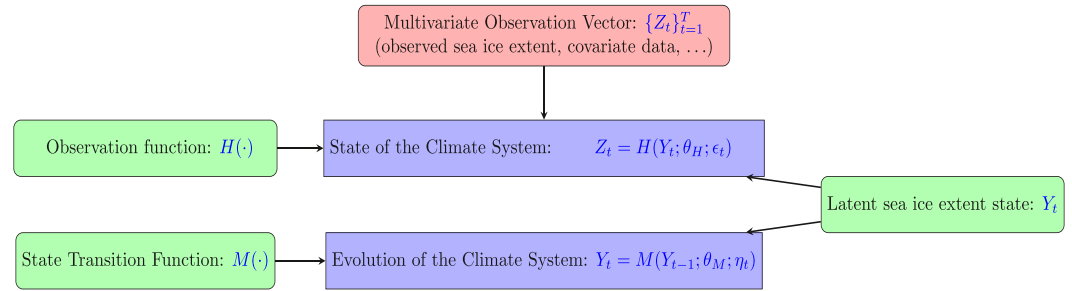 Multivariate Observation Vector: {Z_t}_{t=1}^T
(observed sea ice extent, covariate data, ...)
Observation function: H(·)
State of the Climate System: Z_t = H(Y_t; θ_H; ϵ_t)
Latent sea ice extent state: Y_t
State Transition Function: M(·)
Evolution of the Climate System: Y_t = M(Y_{t−1}; θ_M; η_t)